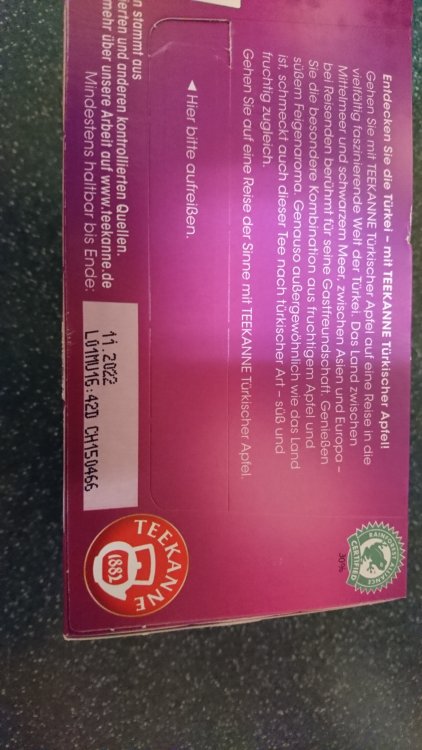 Entdecken Sie die Türkei – mit TEEKANNE Türkischer Apfel!
Gehen Sie mit TEEKANNE Türkischer Apfel auf eine Reise in die
vielfältig faszinierende Welt der Türkei. Das Land zwischen
Mittelmeer und schwarzem Meer, zwischen Asien und Europa –
bei Reisenden berühmt für seine Gastfreundschaft. Genießen
Sie die besondere Kombination aus fruchtigem Apfel und
süßem Feigenaroma. Genauso außergewöhnlich wie das Land
ist, schmeckt auch dieser Tee nach türkischer Art – süß und
fruchtig zugleich.
Gehen Sie auf eine Reise der Sinne mit TEEKANNE Türkischer Apfel.
◄ Hier bitte aufreißen.
n stammt aus
derten und anderen kontrollierten Quellen.
mehr über unsere Arbeit auf www.teekanne.de
Mindestens haltbar bis Ende:
11.2022
L01MU16:42D CH150466
RAINFOREST ALLIANCE
CERTIFIED
30%
TEEKANNE
1882